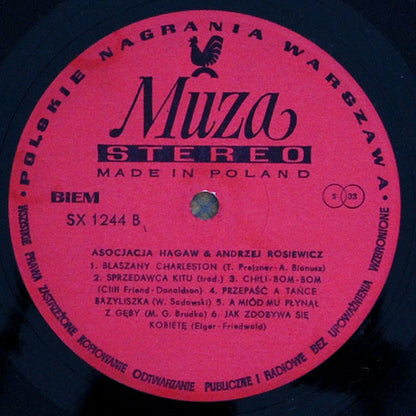 • POLSKIE NAGRANIA WARSZAWA •
Muza
STEREO
MADE IN POLAND
BIEM
S 33
SX 1244 B
ASOCJACJA HAGAW & ANDRZEJ ROSIEWICZ
1. BLASZANY CHARLESTON (T. Prejzner-A. Bianusz)
2. SPRZEDAWCA KITU (trad.) 3. CHILI-BOM-BOM
(Cliff Friend-Donaldson) 4. PRZEPAŚĆ A TAŃCE
BAZYLISZKA (W. Sadowski) 5. A MIÓD MU PŁYNĄŁ
Z GĘBY (M. G. Brudko) 6. JAK ZDOBYWA SIĘ
KOBIETĘ (Elger-Friedwald)
WSZELKIE PRAWA ZASTRZEŻONE KOPIOWANIE ODTWARZANIE PUBLICZNE I RADIOWE BEZ UPOWAŻNIENIA WZBRONIONE